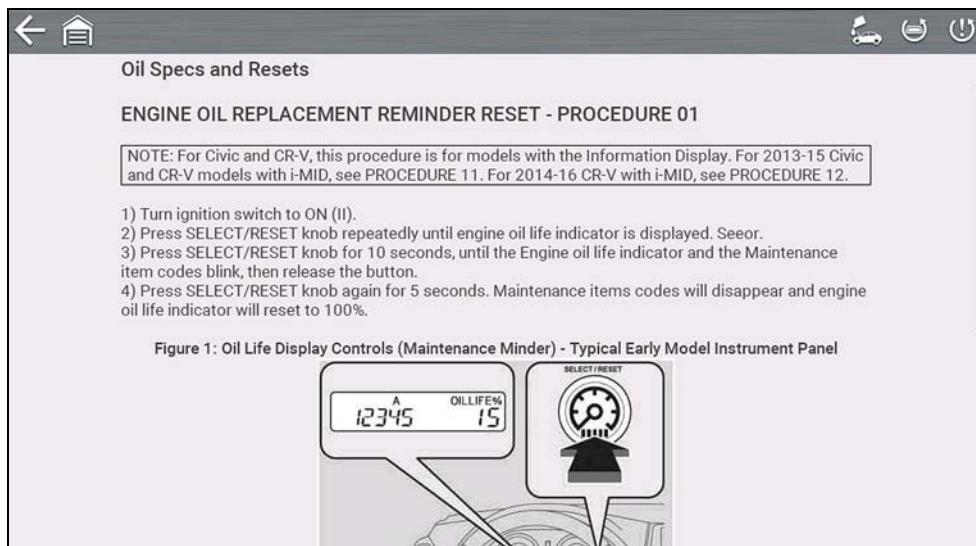 Oil Specs and Resets
ENGINE OIL REPLACEMENT REMINDER RESET - PROCEDURE 01
NOTE: For Civic and CR-V, this procedure is for models with the Information Display. For 2013-15 Civic
and CR-V models with i-MID, see PROCEDURE 11. For 2014-16 CR-V with i-MID, see PROCEDURE 12.
1) Turn ignition switch to ON (II).
2) Press SELECT/RESET knob repeatedly until engine oil life indicator is displayed. Seeor.
3) Press SELECT/RESET knob for 10 seconds, until the Engine oil life indicator and the Maintenance
item codes blink, then release the button.
4) Press SELECT/RESET knob again for 5 seconds. Maintenance items codes will disappear and engine
oil life indicator will reset to 100%.
Figure 1: Oil Life Display Controls (Maintenance Minder) - Typical Early Model Instrument Panel
A OILLIFE%
12345 15
SELECT / RESET